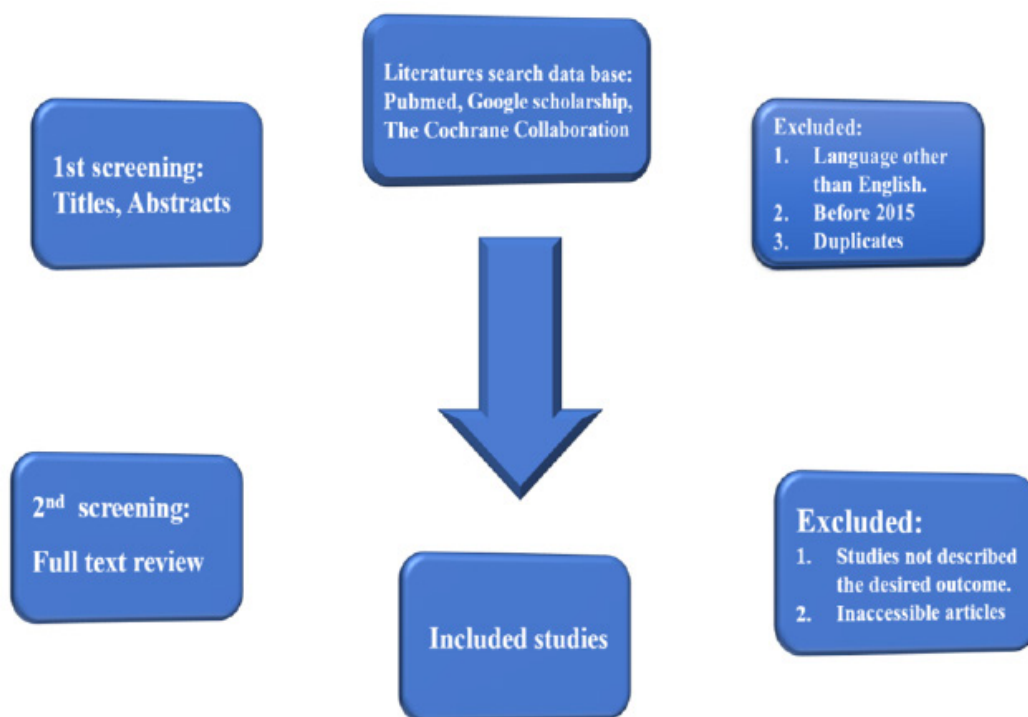 Literatures search data base:
Pubmed, Google scholarship,
The Cochrane Collaboration
1st screening:
Titles, Abstracts
Excluded:
1. Language other
than English.
2. Before 2015
3. Duplicates
2nd screening:
Full text review
Excluded:
1. Studies not described
the desired outcome.
2. Inaccessible articles
Included studies